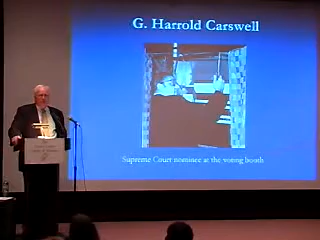 G. Harrold Carswell
Supreme Court nominee at the voting booth